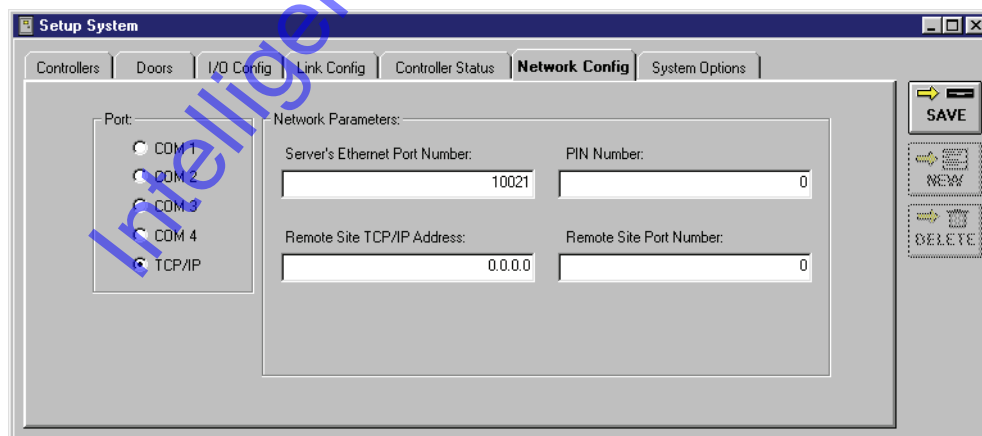 Setup System
Controllers Doors I/O Config Link Config Controller Status Network Config System Options
Port:
COM 1
COM 2
COM 3
COM 4
TCP/IP
Network Parameters:
Server's Ethernet Port Number: PIN Number:
10021 0
Remote Site TCP/IP Address: Remote Site Port Number:
0.0.0.0 0
SAVE
NEW
DELETE
Intellige